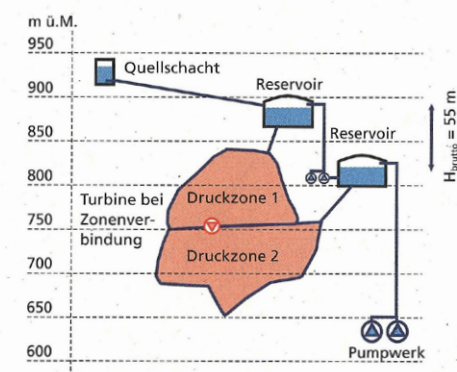 m ü.M.
950
900
850
800
750
700
650
600
Quellschacht
Reservoir
Reservoir
H brutto = 55 m
Druckzone 1
Turbine bei
Zonenver-
bindung
Druckzone 2
Pumpwerk